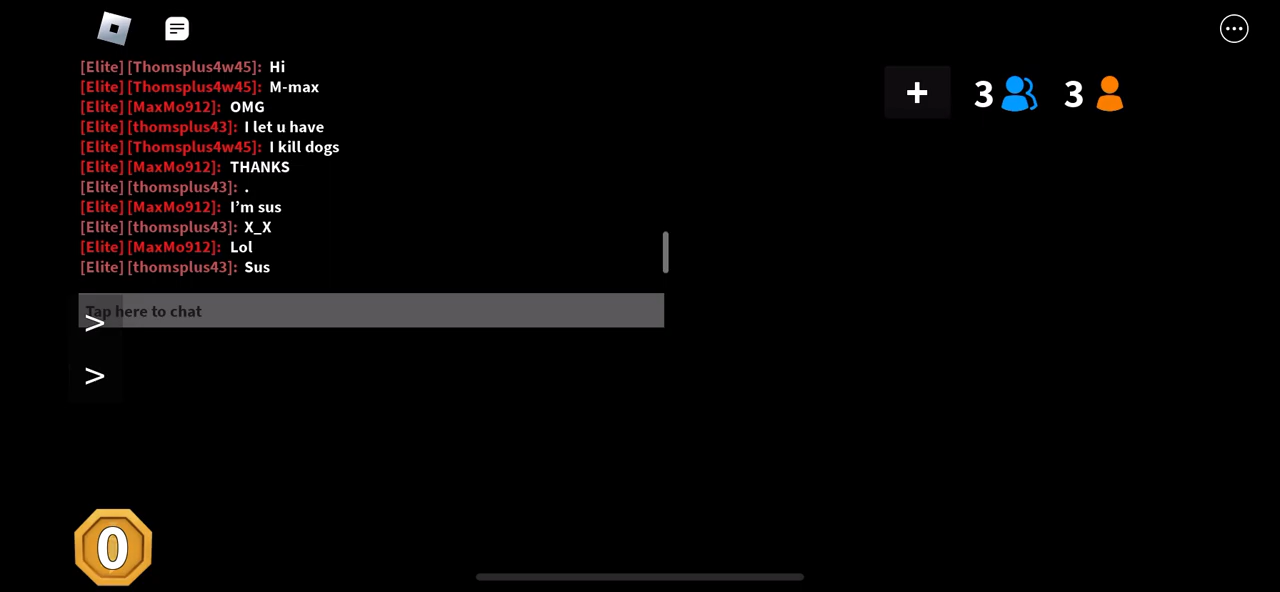 [Elite] [Thomsplus4w45]: Hi
[Elite] [Thomsplus4w45]: M-max
+ 3 3
[Elite] [MaxMo912]: OMG
[Elite] [thomsplus43]: I let u have
[Elite] [Thomsplus4w45]: I kill dogs
[Elite] [MaxMo912]: THANKS
[Elite] [thomsplus43]: .
[Elite] [MaxMo912]: I’m sus
[Elite] [thomsplus43]: X_X
[Elite] [MaxMo912]: Lol
[Elite] [thomsplus43]: Sus
Tap here to chat
>
>
0